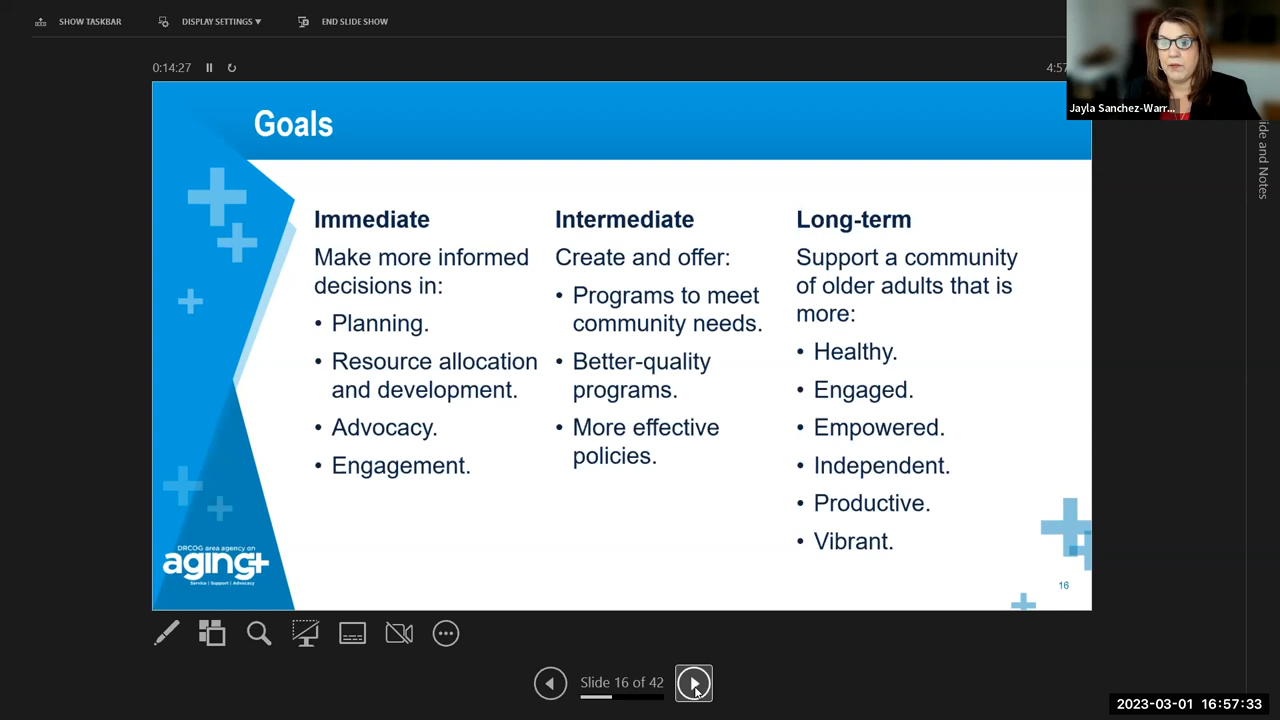 SHOW TASKBAR
DISPLAY SETTINGS ▾
END SLIDE SHOW
0:14:27
4:57
Jayla Sanchez-Warr...
ide and Notes
Goals
Immediate
Make more informed
decisions in:
• Planning.
• Resource allocation
and development.
• Advocacy.
• Engagement.
Intermediate
Create and offer:
• Programs to meet
community needs.
• Better-quality
programs.
• More effective
policies.
Long-term
Support a community
of older adults that is
more:
• Healthy.
• Engaged.
• Empowered.
• Independent.
• Productive.
• Vibrant.
DRCOG area agency on
aging+
Service | Support | Advocacy
16
Slide 16 of 42
2023-03-01 16:57:33